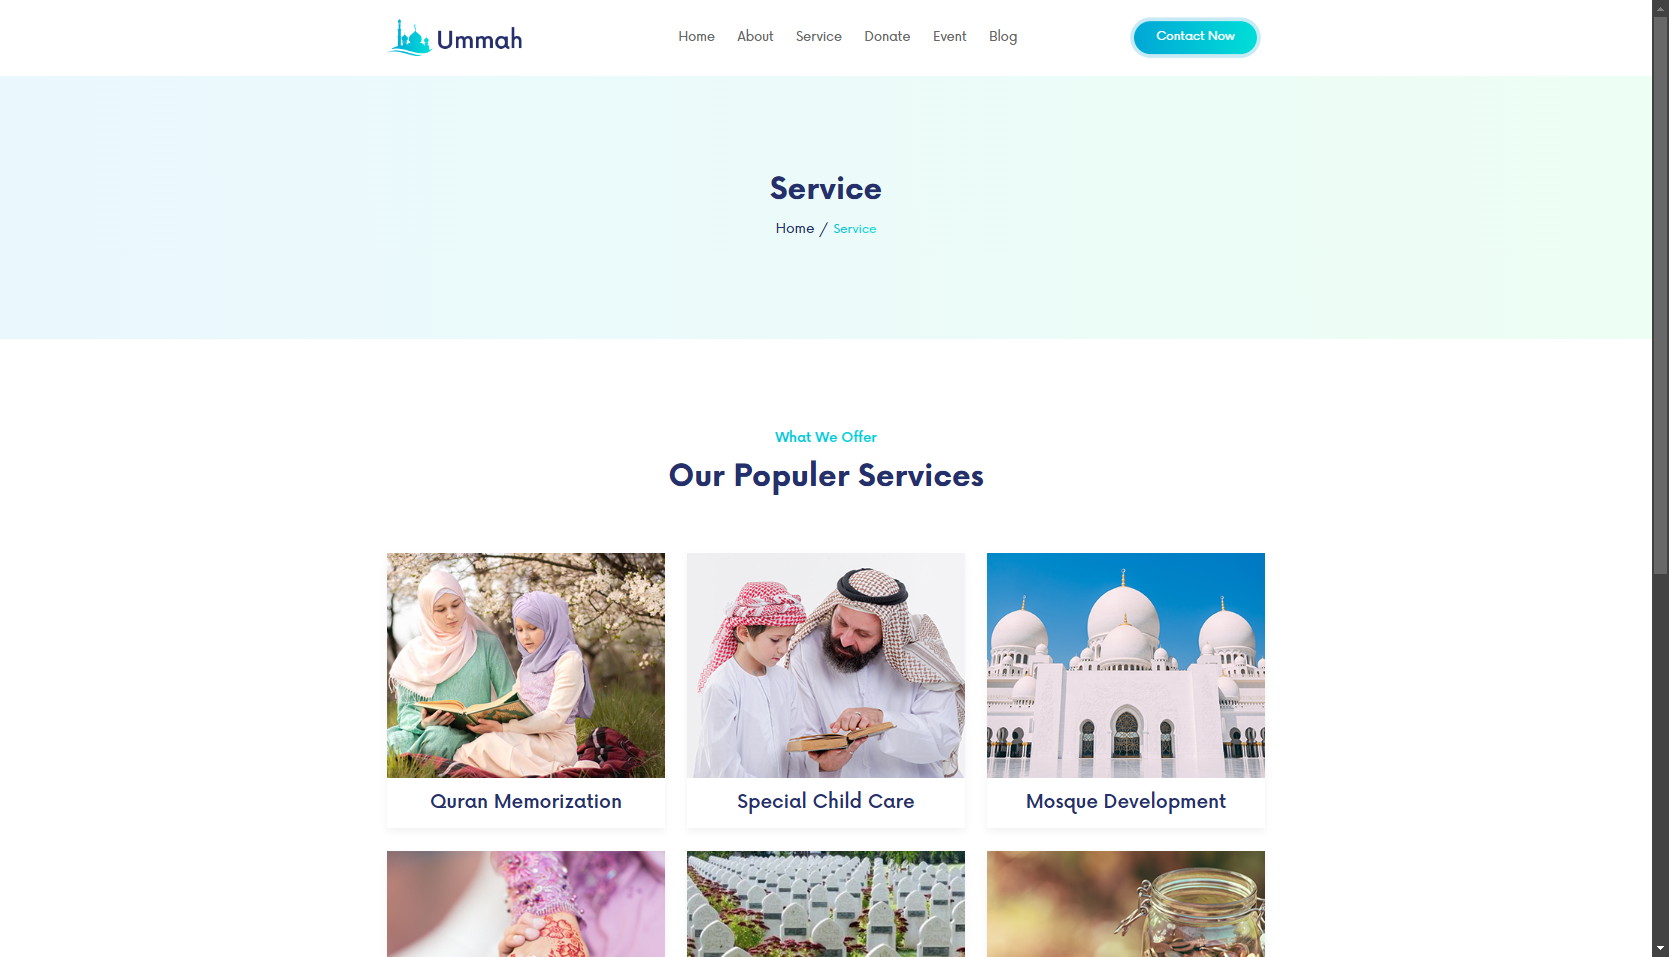 Ummah
Home About Service Donate Event Blog
Contact Now
Service
Home / Service
What We Offer
Our Populer Services
Quran Memorization
Special Child Care
Mosque Development